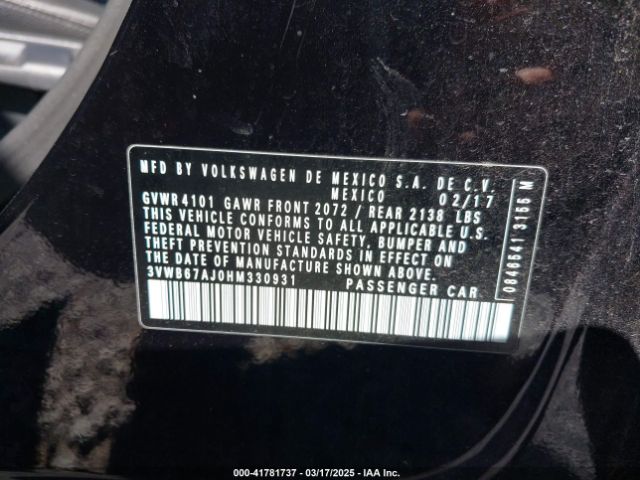 MFD BY VOLKSWAGEN DE MEXICO S.A. DE C.V.
MEXICO 02/17
GVWR4101 GAWR FRONT 2072 / REAR 2138 LBS
THIS VEHICLE CONFORMS TO ALL APPLICABLE U.S.
FEDERAL MOTOR VEHICLE SAFETY, BUMPER AND
THEFT PREVENTION STANDARDS IN EFFECT ON
THE DATE OF MANUFACTURE SHOWN ABOVE.
3VWB67AJ0HM330931 PASSENGER CAR
0846541 3166 M
000-41781737 - 03/17/2025 - IAA Inc.